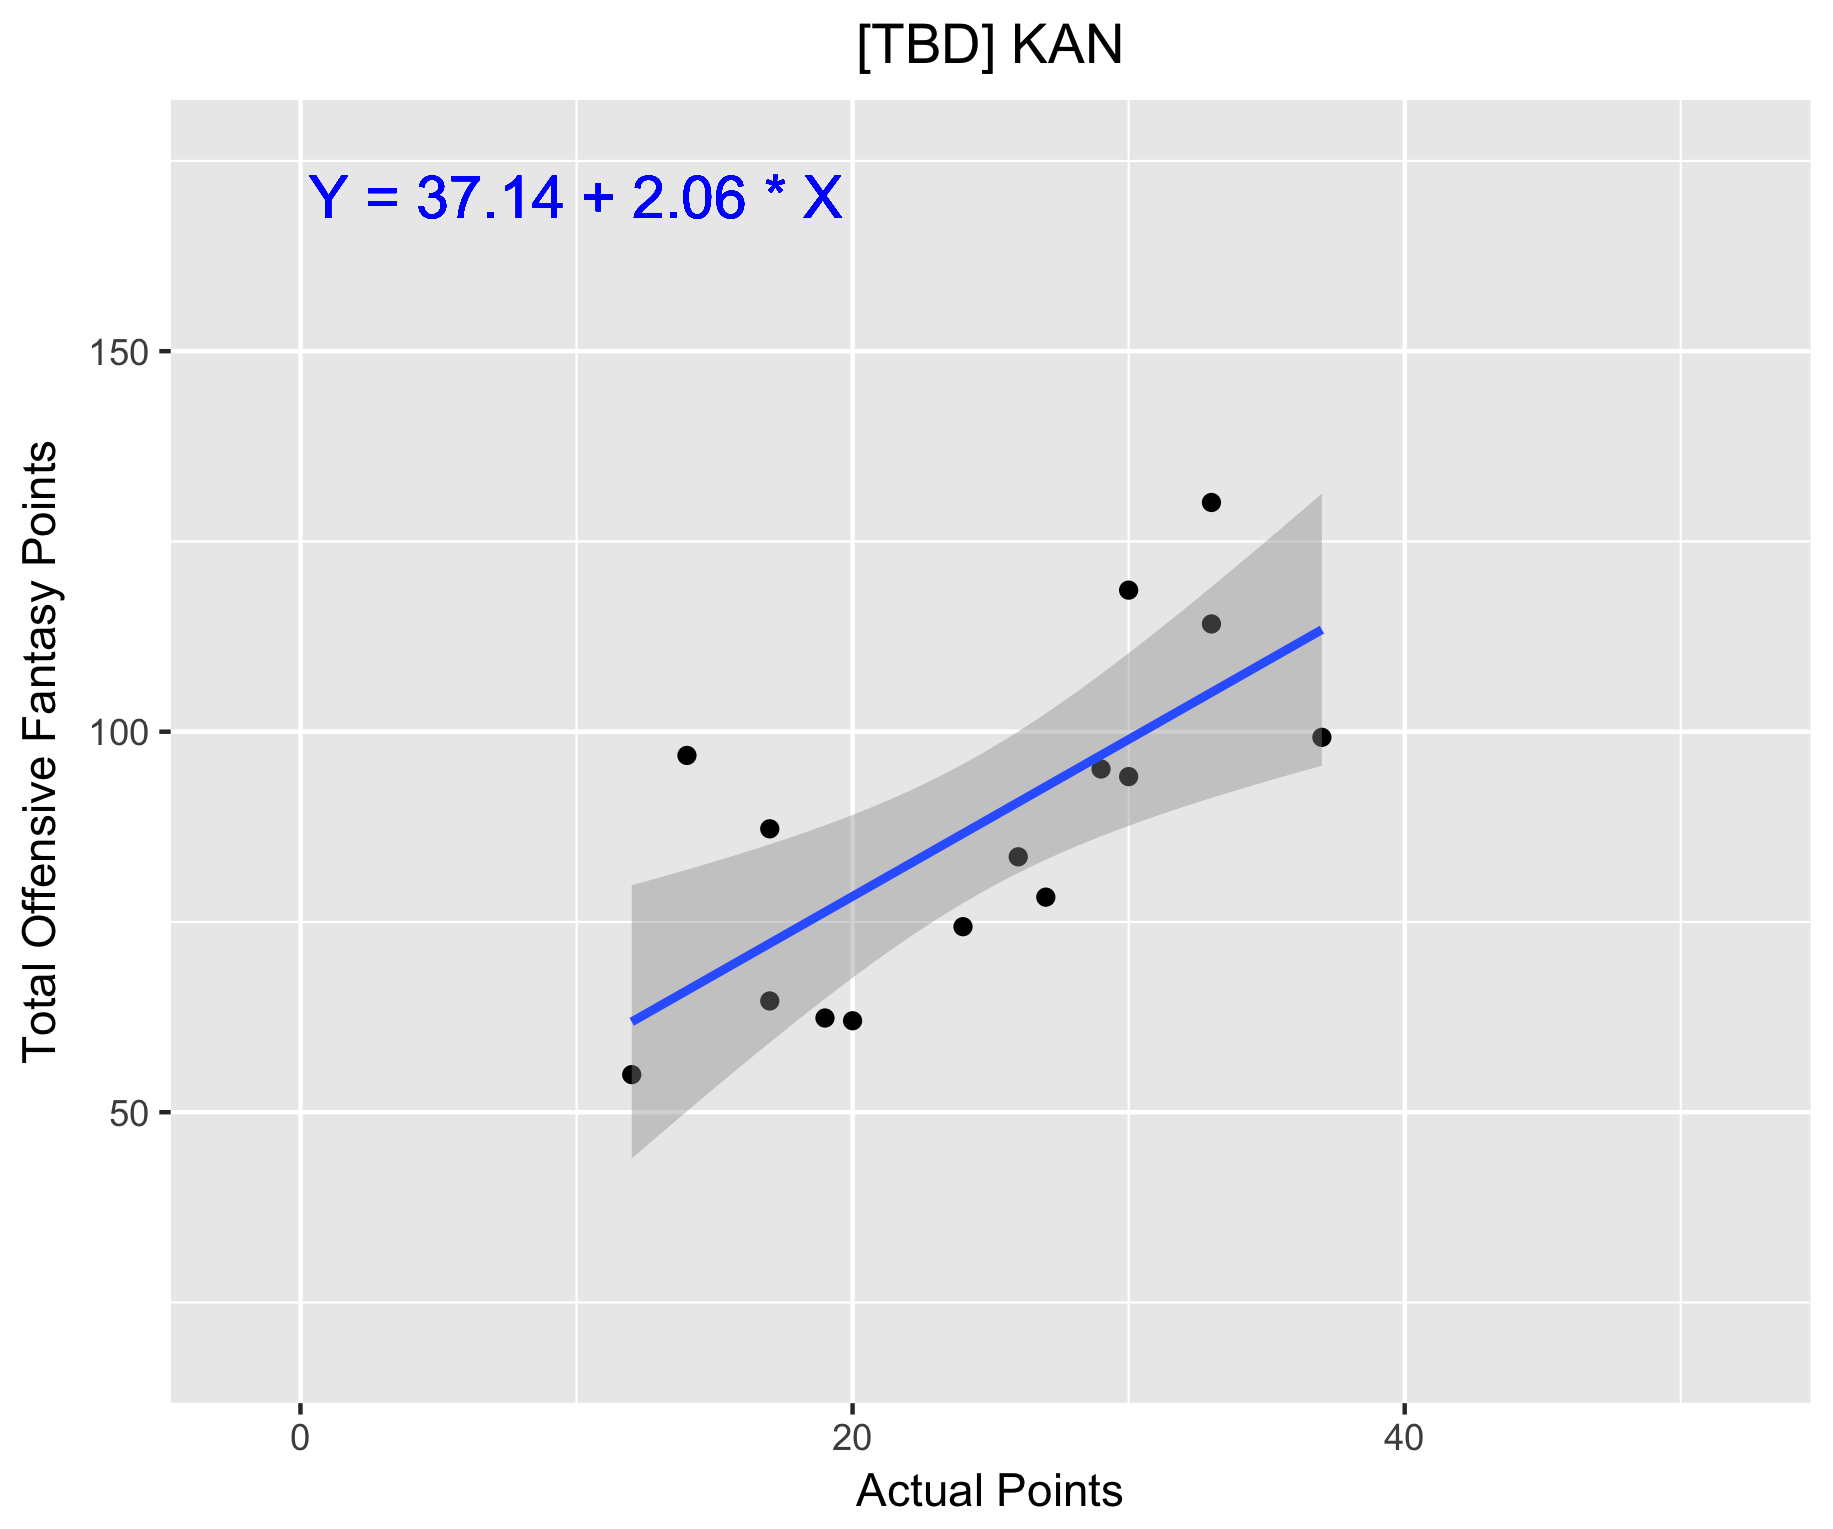 [TBD] KAN
Y = 37.14 + 2.06 * X
150
100
50
Total Offensive Fantasy Points
0 20 40
Actual Points